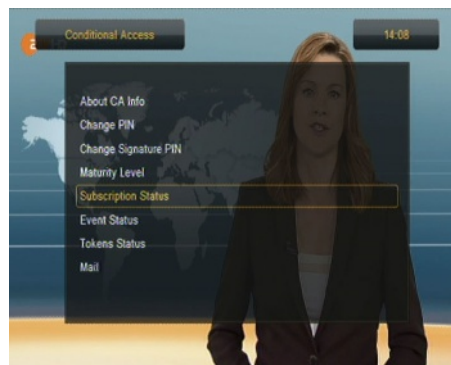 Conditional Access
14:08
About CA Info
Change PIN
Change Signature PIN
Maturity Level
Subscription Status
Event Status
Tokens Status
Mail